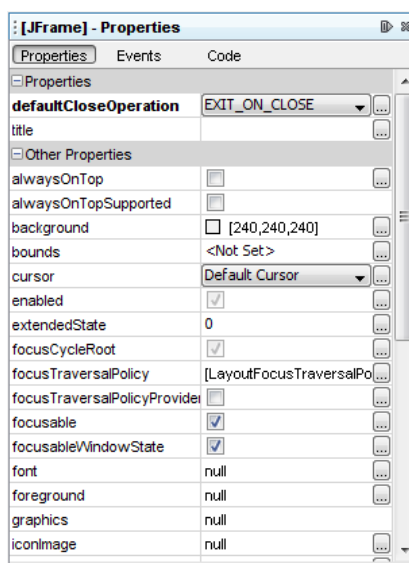 [JFrame] - Properties
Properties Events Code
Properties
defaultCloseOperation EXIT_ON_CLOSE ...
title ...
Other Properties
alwaysOnTop ...
alwaysOnTopSupported
background [240,240,240] ...
bounds <Not Set> ...
cursor Default Cursor ...
enabled ...
extendedState 0 ...
focusCycleRoot ...
focusTraversalPolicy [LayoutFocusTraversalPo ...
focusTraversalPolicyProvider ...
focusable ...
focusableWindowState ...
font null ...
foreground null ...
graphics null
iconImage null ...